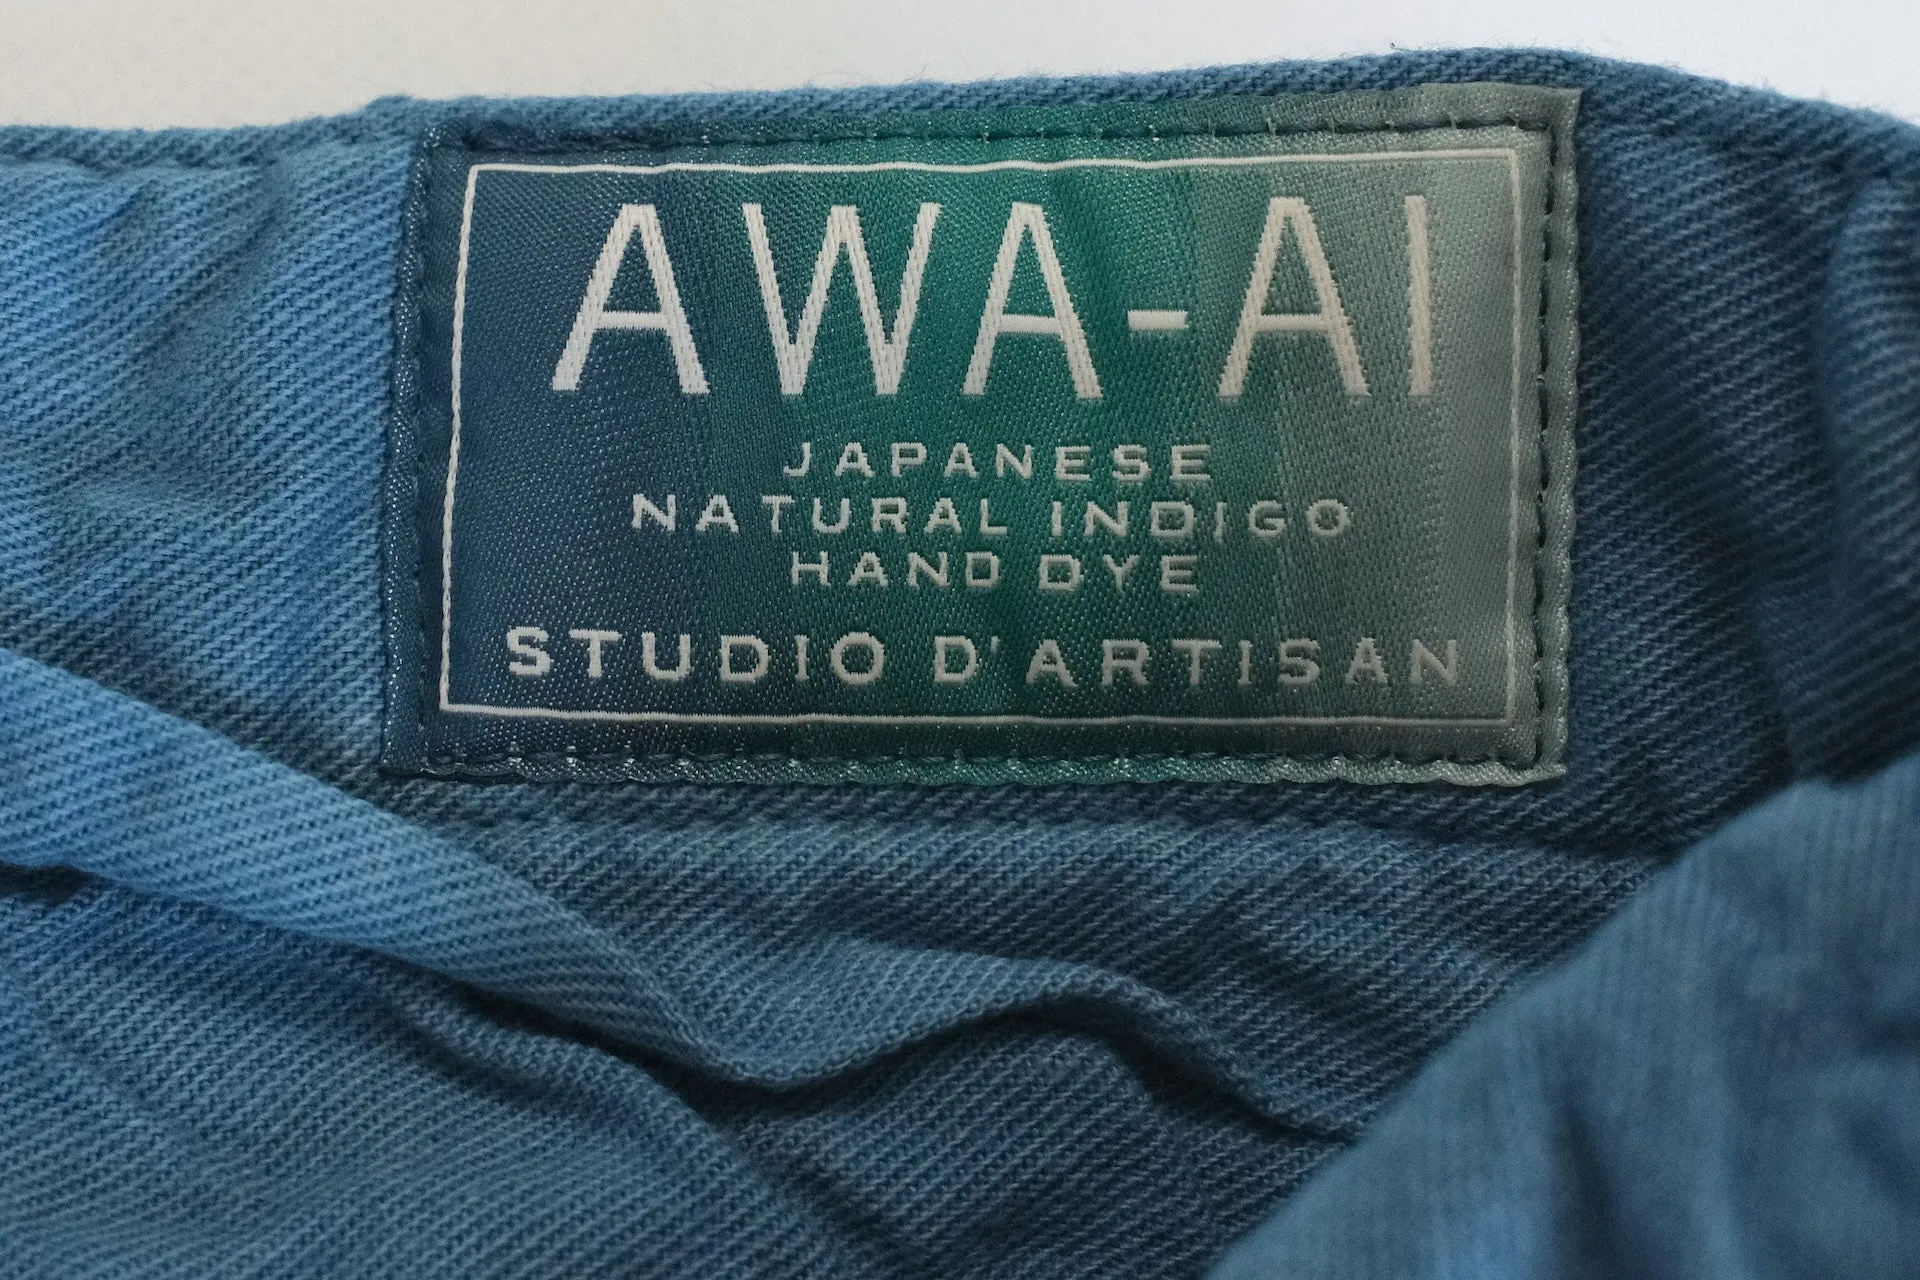 AWA-AI
JAPANESE
NATURAL INDIGO
HAND DYE
STUDIO D'ARTISAN